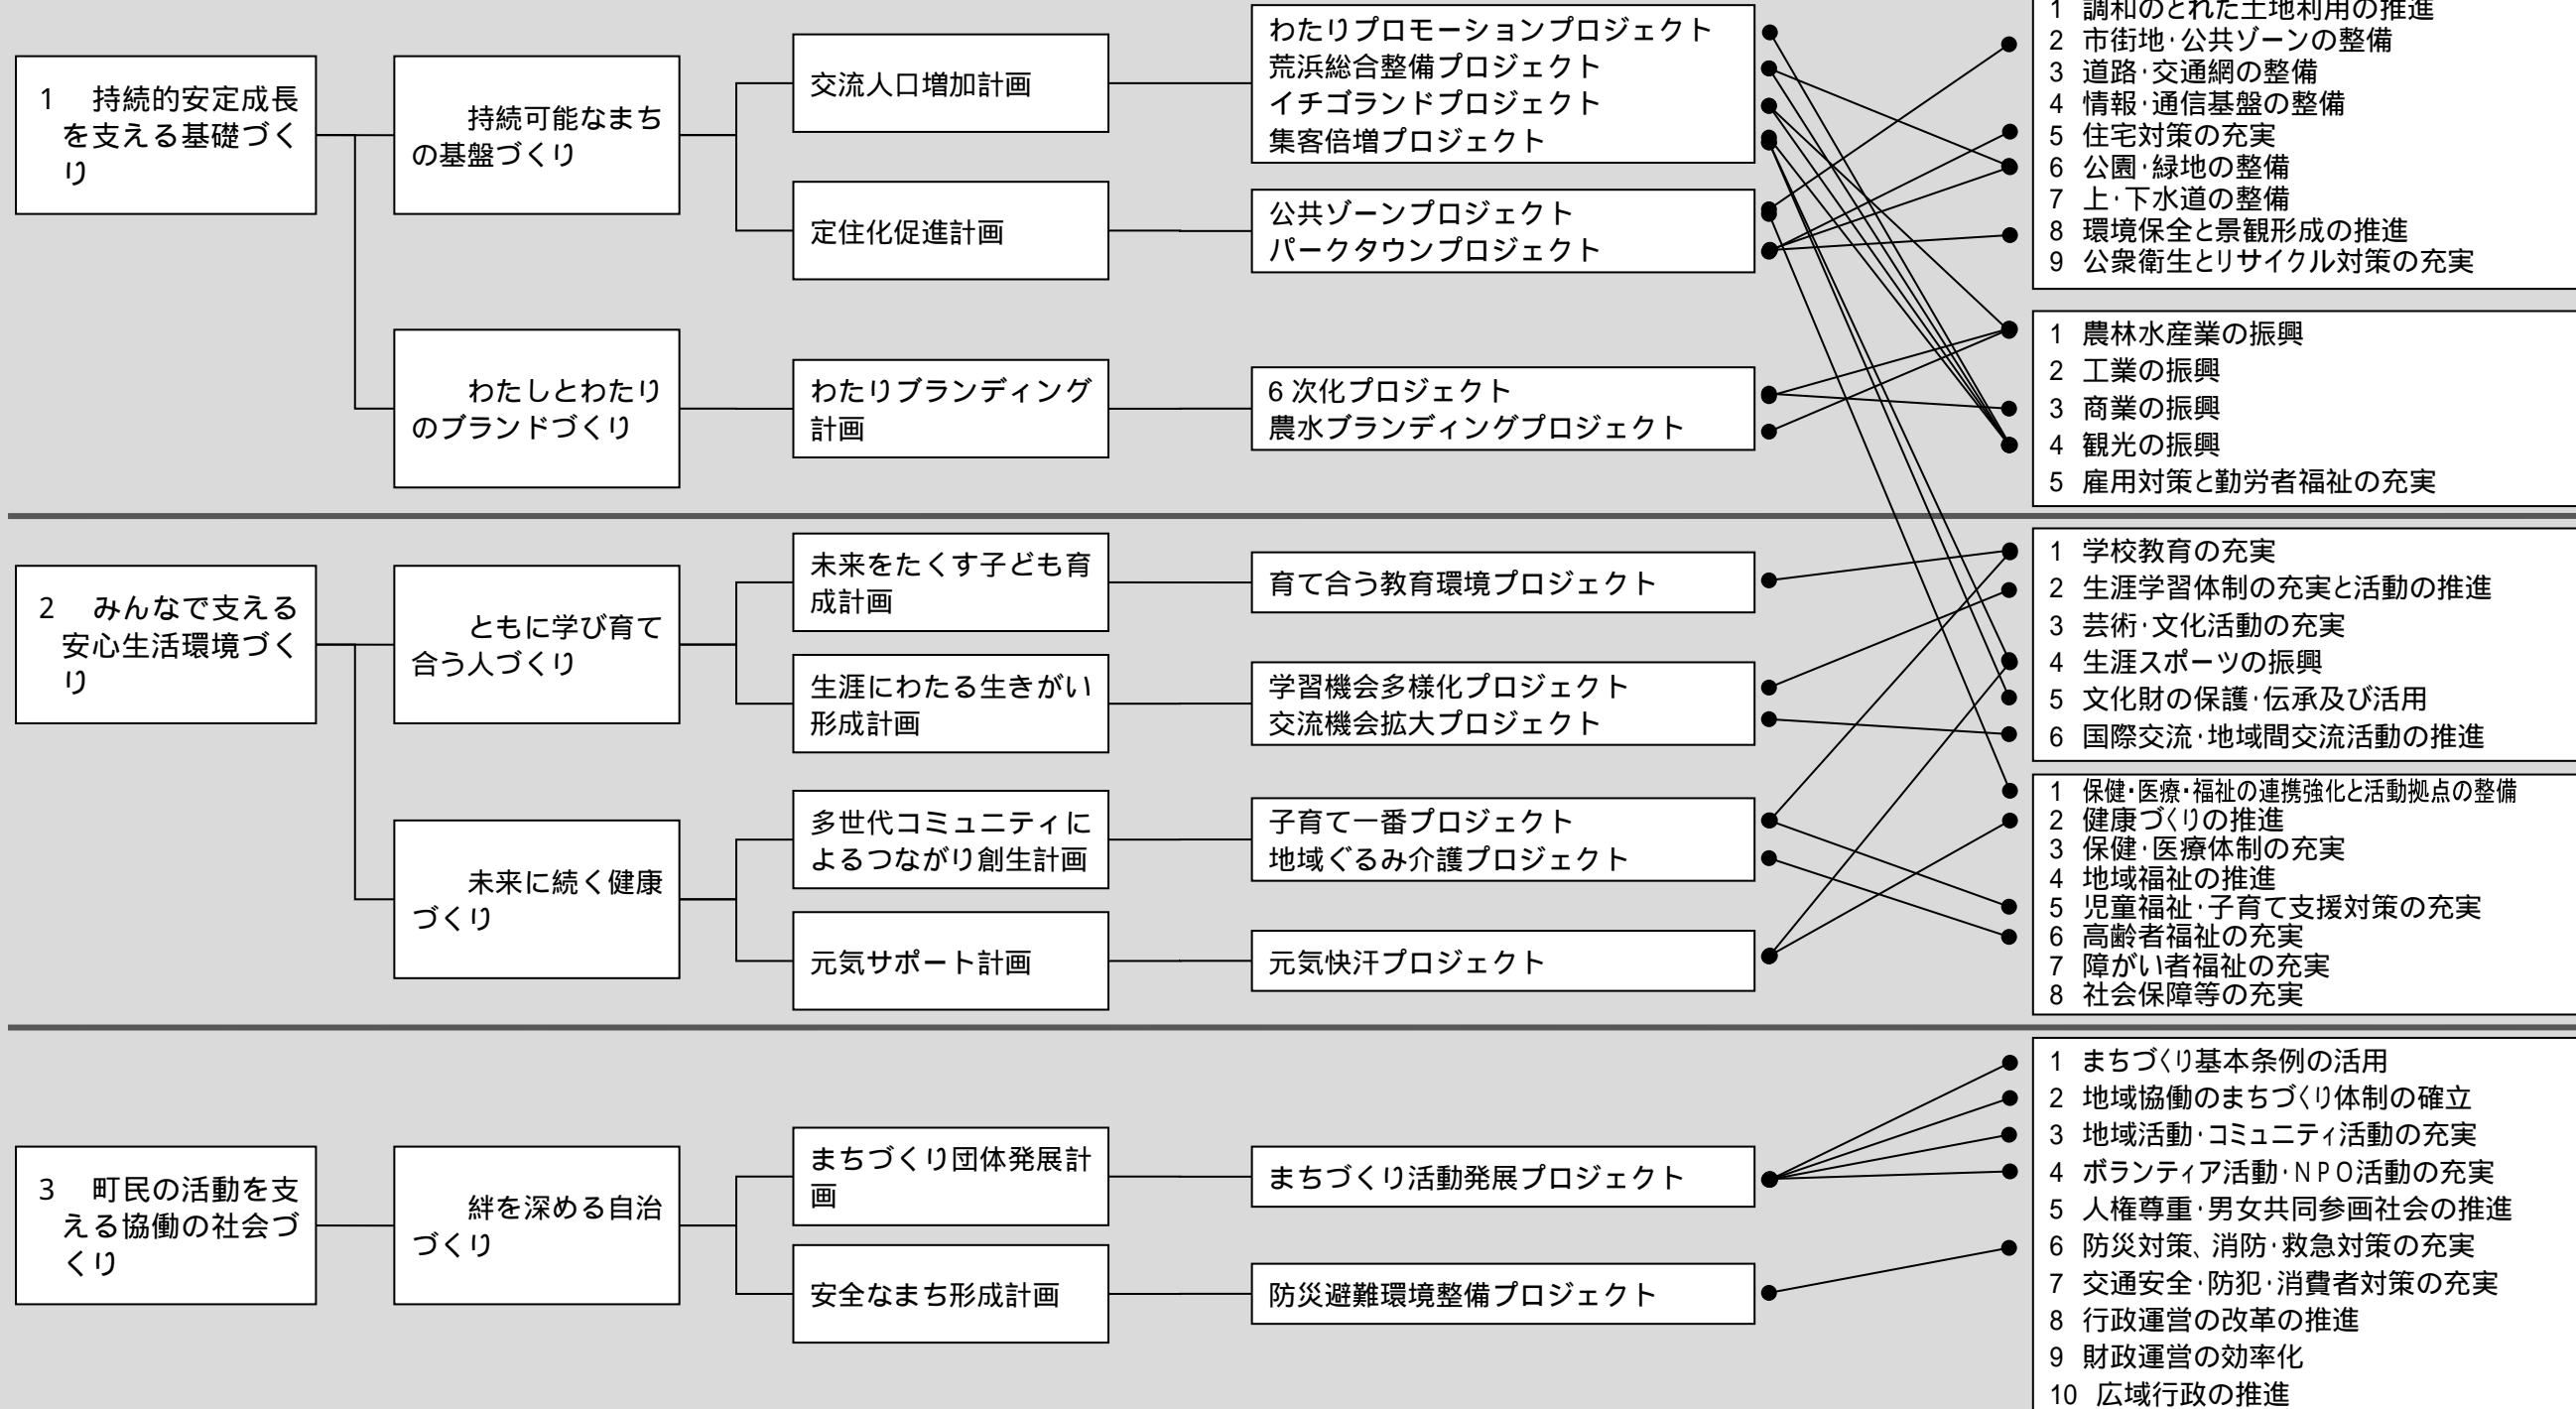 1 持続的安定成長
を支える基礎づく
り
持続可能なまち
の基盤づくり
交流人口増加計画
わたりプロモーションプロジェクト
荒浜総合整備プロジェクト
イチゴランドプロジェクト
集客倍増プロジェクト
定住化促進計画
公共ゾーンプロジェクト
パークタウンプロジェクト
わたしとわたり
のブランドづくり
わたりブランディング
計画
6次化プロジェクト
農水ブランディングプロジェクト
1 調和のとれた土地利用の推進
2 市街地・公共ゾーンの整備
3 道路・交通網の整備
4 情報・通信基盤の整備
5 住宅対策の充実
6 公園・緑地の整備
7 上・下水道の整備
8 環境保全と景観形成の推進
9 公衆衛生とリサイクル対策の充実
1 農林水産業の振興
2 工業の振興
3 商業の振興
4 観光の振興
5 雇用対策と勤労者福祉の充実
2 みんなで支える
安心生活環境づく
り
ともに学び育て
合う人づくり
未来をたくす子ども育
成計画
育て合う教育環境プロジェクト
生涯にわたる生きがい
形成計画
学習機会多様化プロジェクト
交流機会拡大プロジェクト
未来に続く健康
づくり
多世代コミュニティに
よるつながり創生計画
子育て一番プロジェクト
地域ぐるみ介護プロジェクト
元気サポート計画
元気快汗プロジェクト
1 学校教育の充実
2 生涯学習体制の充実と活動の推進
3 芸術・文化活動の充実
4 生涯スポーツの振興
5 文化財の保護・伝承及び活用
6 国際交流・地域間交流活動の推進
1 保健・医療・福祉の連携強化と活動拠点の整備
2 健康づくりの推進
3 保健・医療体制の充実
4 地域福祉の推進
5 児童福祉・子育て支援対策の充実
6 高齢者福祉の充実
7 障がい者福祉の充実
8 社会保障等の充実
3 町民の活動を支
える協働の社会づ
くり
絆を深める自治
づくり
まちづくり団体発展計
画
まちづくり活動発展プロジェクト
安全なまち形成計画
防災避難環境整備プロジェクト
1 まちづくり基本条例の活用
2 地域協働のまちづくり体制の確立
3 地域活動・コミュニティ活動の充実
4 ボランティア活動・NPO活動の充実
5 人権尊重・男女共同参画社会の推進
6 防災対策、消防・救急対策の充実
7 交通安全・防犯・消費者対策の充実
8 行政運営の改革の推進
9 財政運営の効率化
10 広域行政の推進